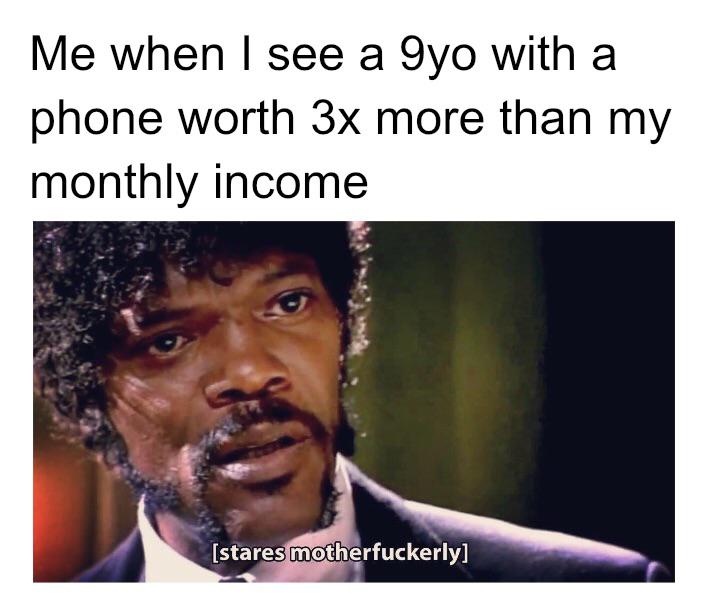 Me when I see a 9yo with a
phone worth 3x more than my
monthly income
[stares motherfuckerly]